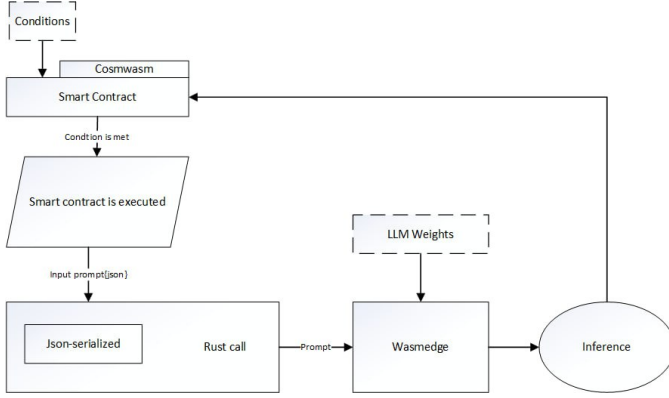 Conditions
Cosmwasm
Smart Contract
Condtion is met
Smart contract is executed
LLM Weights
Input prompt{json}
Json-serialized
Rust call
Prompt
Wasmedge
Inference